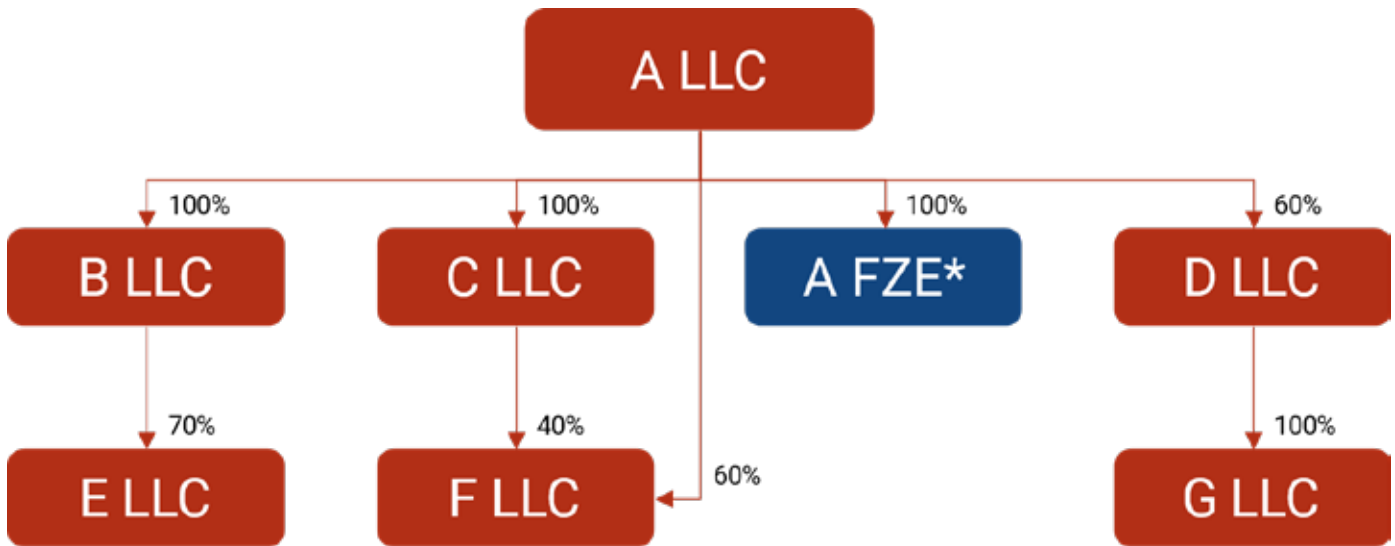 A LLC
100%
100%
100%
60%
B LLC
C LLC
A FZE*
D LLC
70%
40%
100%
60%
E LLC
F LLC
G LLC